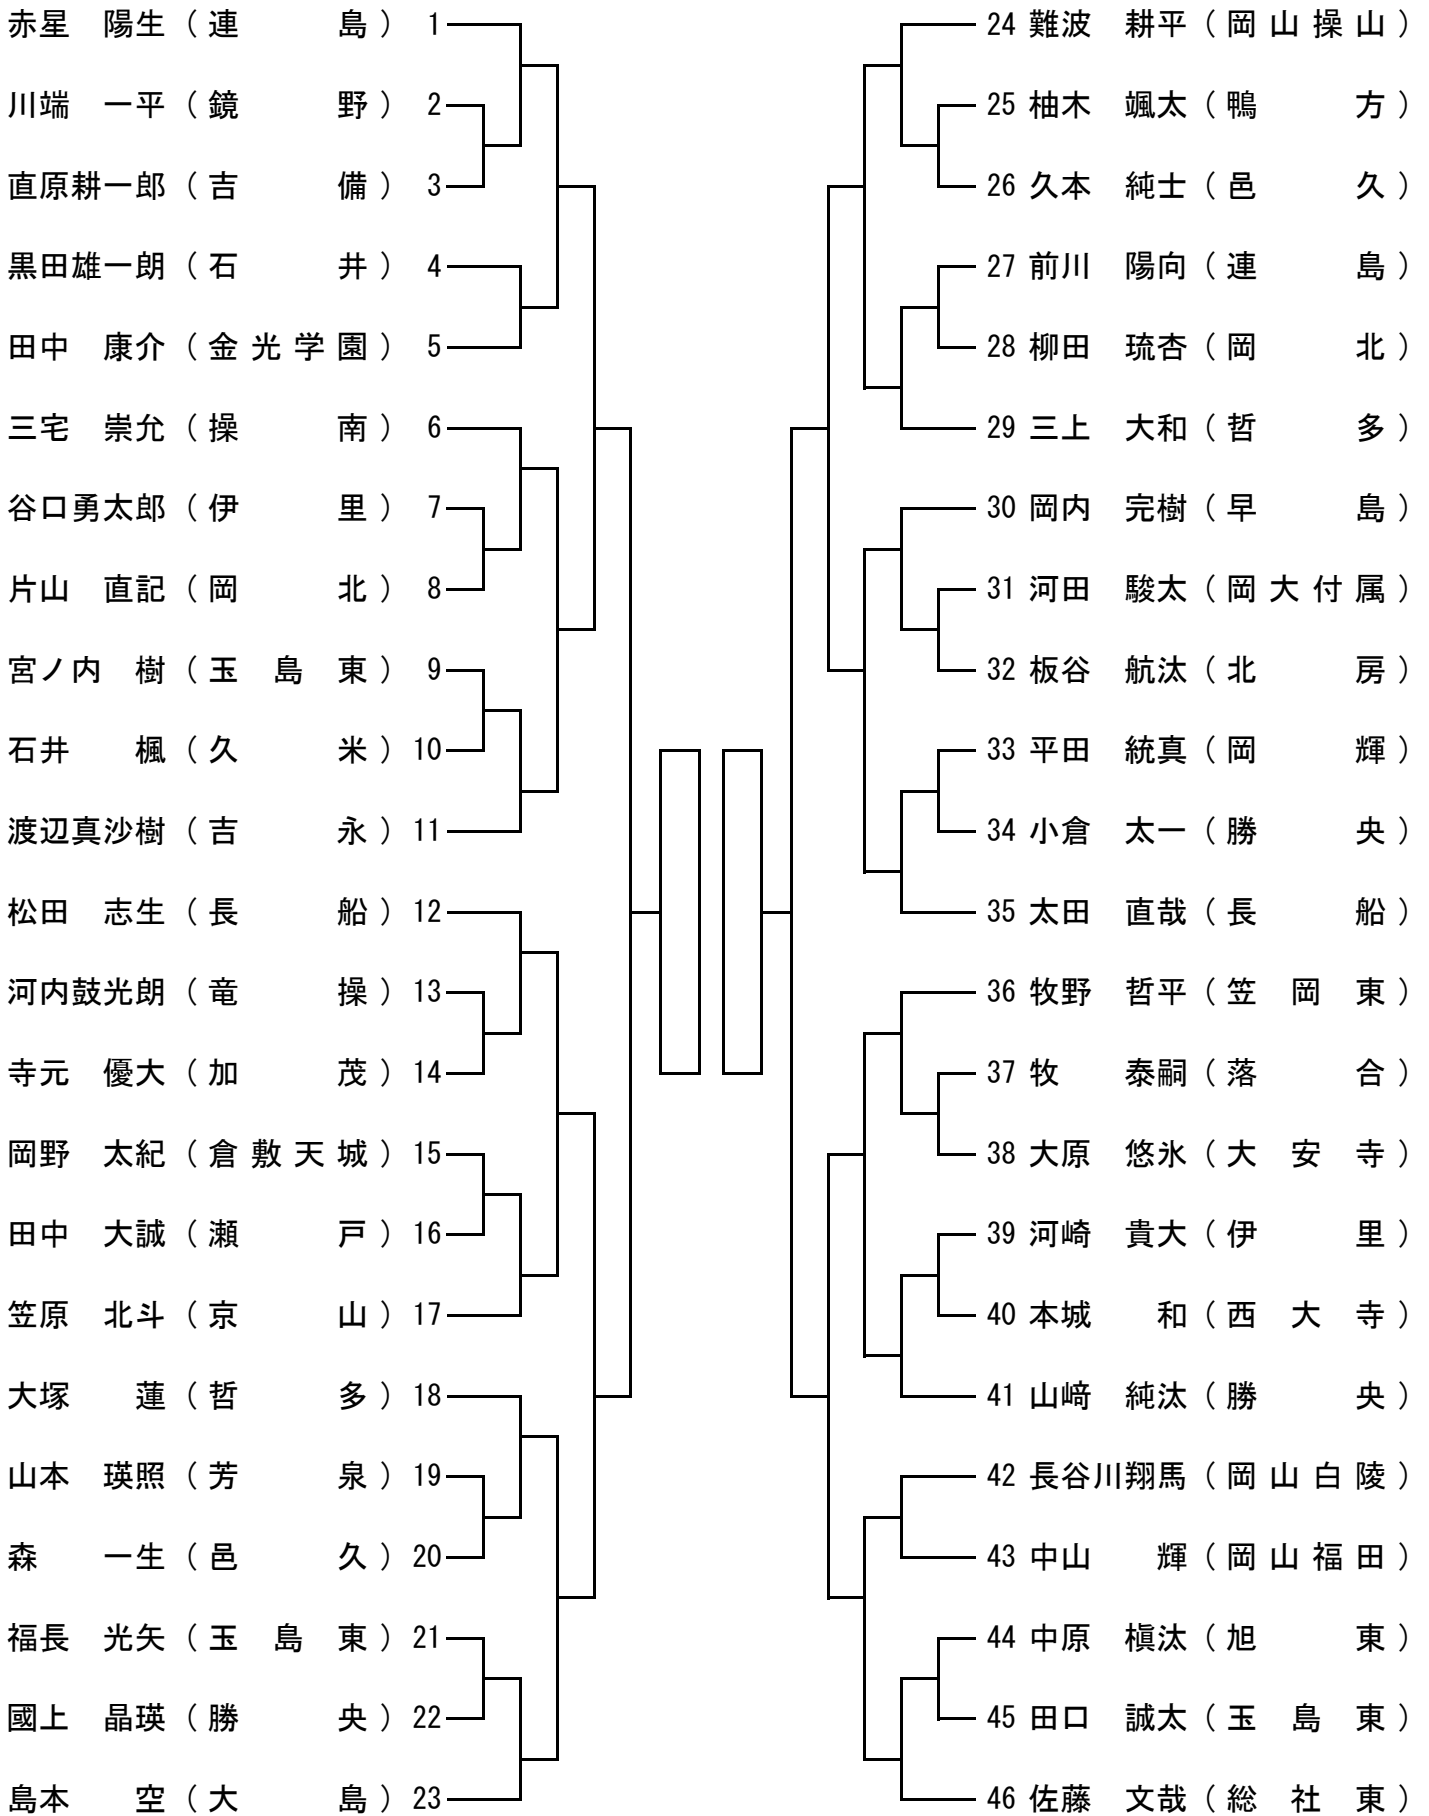 赤星　陽生（連島）1
川端　一平（鏡野）2
直原耕一郎（吉備）3
黒田雄一朗（石井）4
田中　康介（金光学園）5
三宅　崇允（操南）6
谷口勇太郎（伊里）7
片山　直記（岡北）8
宮ノ内　樹（玉島東）9
石井　　楓（久米）10
渡辺真沙樹（吉永）11
松田　志生（長船）12
河内鼓光朗（竜操）13
寺元　優大（加茂）14
岡野　太紀（倉敷天城）15
田中　大誠（瀬戸）16
笠原　北斗（京山）17
大塚　　蓮（哲多）18
山本　瑛照（芳泉）19
森　　一生（邑久）20
福長　光矢（玉島東）21
國上　晶瑛（勝央）22
島本　　空（大島）23
24 難波　耕平（岡山操山）
25 柚木　颯太（鴨方）
26 久本　純士（邑久）
27 前川　陽向（連島）
28 柳田　琉杏（岡北）
29 三上　大和（哲多）
30 岡内　完樹（早島）
31 河田　駿太（岡大付属）
32 板谷　航汰（北房）
33 平田　統真（岡輝）
34 小倉　太一（勝央）
35 太田　直哉（長船）
36 牧野　哲平（笠岡東）
37 牧　　泰嗣（落合）
38 大原　悠氷（大安寺）
39 河崎　貴大（伊里）
40 本城　　和（西大寺）
41 山﨑　純汰（勝央）
42 長谷川翔馬（岡山白陵）
43 中山　　輝（岡山福田）
44 中原　槇汰（旭東）
45 田口　誠太（玉島東）
46 佐藤　文哉（総社東）